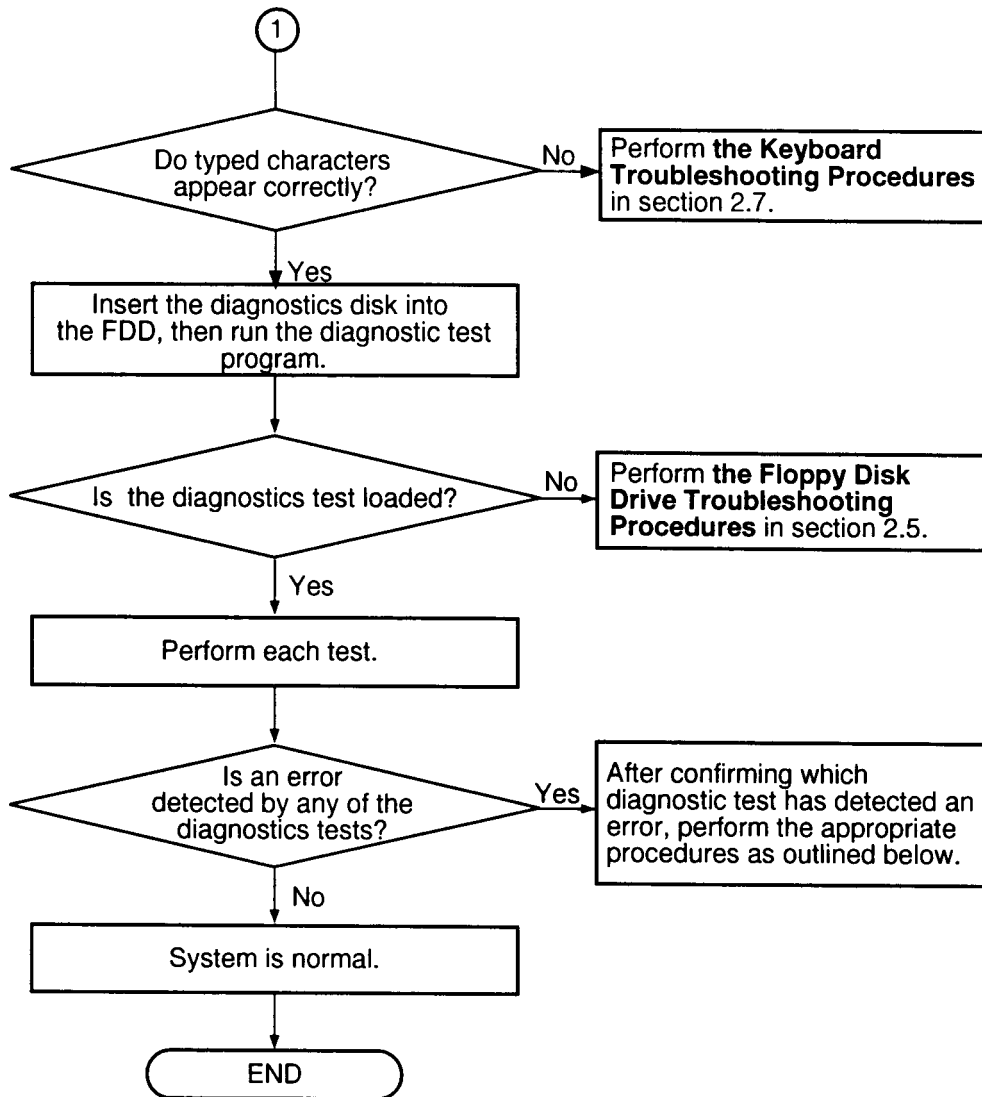 1
Do typed characters
appear correctly?
No
Perform the Keyboard
Troubleshooting Procedures
in section 2.7.
Yes
Insert the diagnostics disk into
the FDD, then run the diagnostic test
program.
Is the diagnostics test loaded?
No
Perform the Floppy Disk
Drive Troubleshooting
Procedures in section 2.5.
Yes
Perform each test.
Is an error
detected by any of the
diagnostics tests?
Yes
After confirming which
diagnostic test has detected an
error, perform the appropriate
procedures as outlined below.
No
System is normal.
END